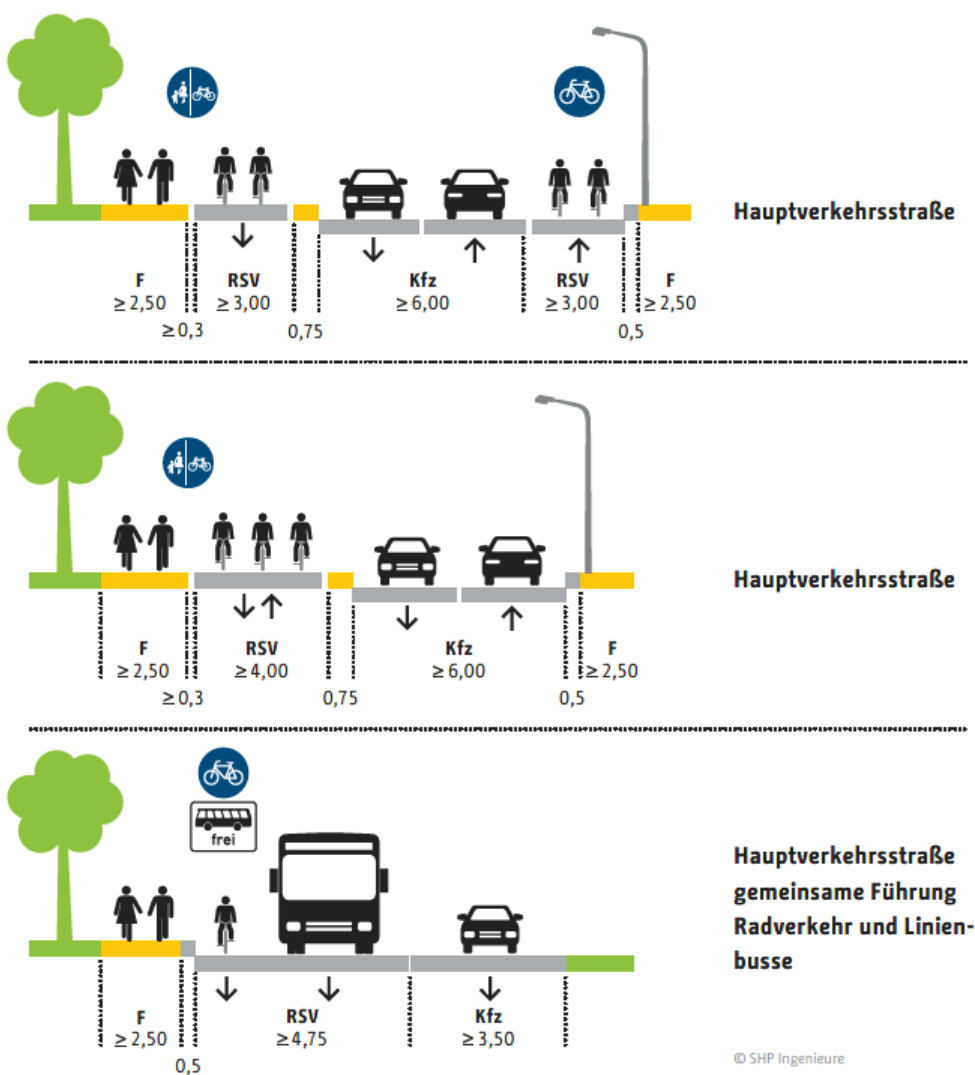 Hauptverkehrsstraße
F RSV Kfz RSV F
≥ 2,50 ≥ 3,00 ≥ 6,00 ≥ 3,00 ≥ 2,50
≥ 0,3 0,75 0,5
Hauptverkehrsstraße
F RSV Kfz F
≥ 2,50 ≥ 4,00 ≥ 6,00 ≥ 2,50
≥ 0,3 0,75 0,5
frei
Hauptverkehrsstraße
gemeinsame Führung
Radverkehr und Linien-
busse
F RSV Kfz
≥ 2,50 ≥ 4,75 ≥ 3,50
0,5
© SHP Ingenieure